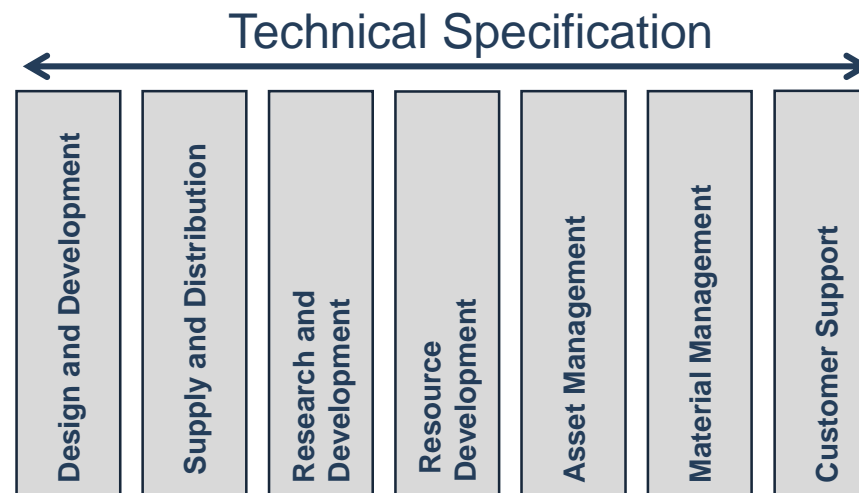 Technical Specification
Design and Development
Supply and Distribution
Research and
Development
Resource
Development
Asset Management
Material Management
Customer Support